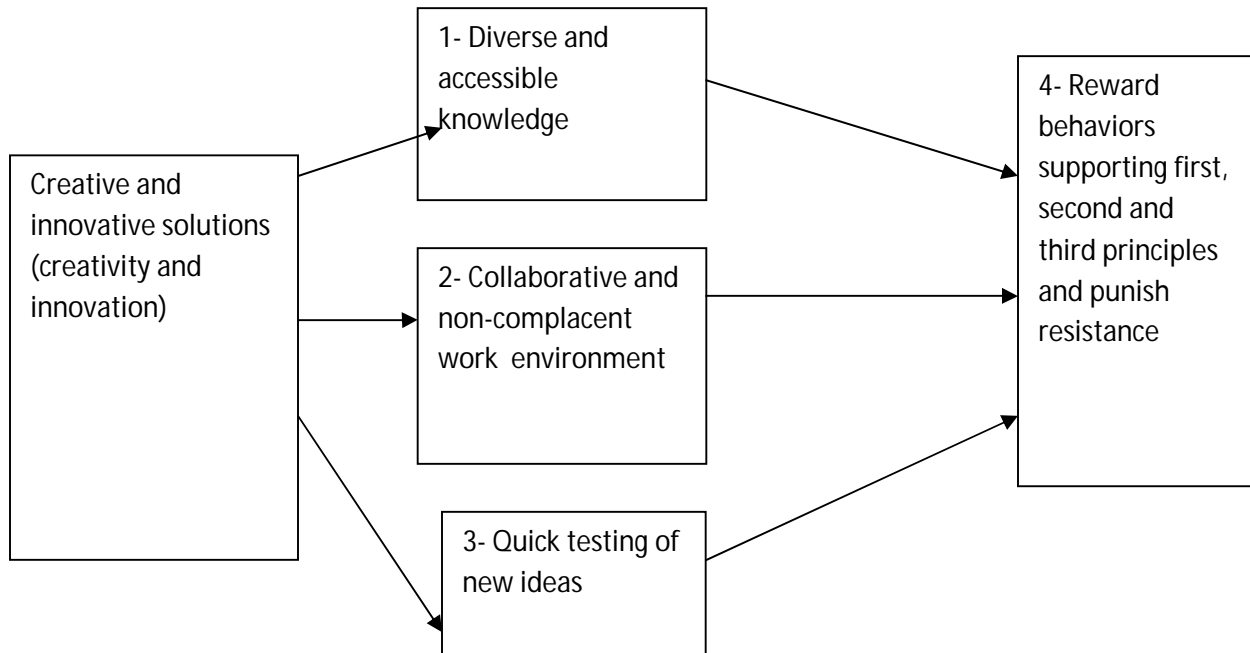 Creative and
innovative solutions
(creativity and
innovation)
1- Diverse and
accessible
knowledge
2- Collaborative and
non-complacent
work environment
3- Quick testing of
new ideas
4- Reward
behaviors
supporting first,
second and
third principles
and punish
resistance